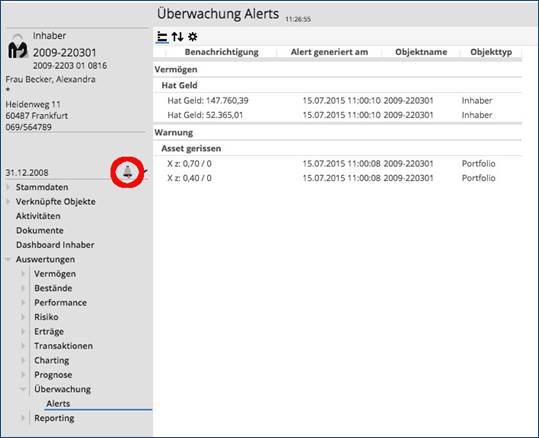 Inhaber
2009-220301
2009-2203 01 0816
Frau Becker, Alexandra
*
Heidenweg 11
60487 Frankfurt
069/564789
31.12.2008
Stammdaten
Verknüpfte Objekte
Aktivitäten
Dokumente
Dashboard Inhaber
Auswertungen
Vermögen
Bestände
Performance
Risiko
Erträge
Transaktionen
Charting
Prognose
Überwachung
Alerts
Reporting
Überwachung Alerts 11:26:55
Benachrichtigung Alert generiert am Objektname Objekttyp
Vermögen
Hat Geld
Hat Geld: 147.760,39 15.07.2015 11:00:10 2009-220301 Inhaber
Hat Geld: 52.365,01 15.07.2015 11:00:10 2009-220301 Inhaber
Warnung
Asset gerissen
X z: 0,70 / 0 15.07.2015 11:00:08 2009-220301 Portfolio
X z: 0,40 / 0 15.07.2015 11:00:08 2009-220301 Portfolio